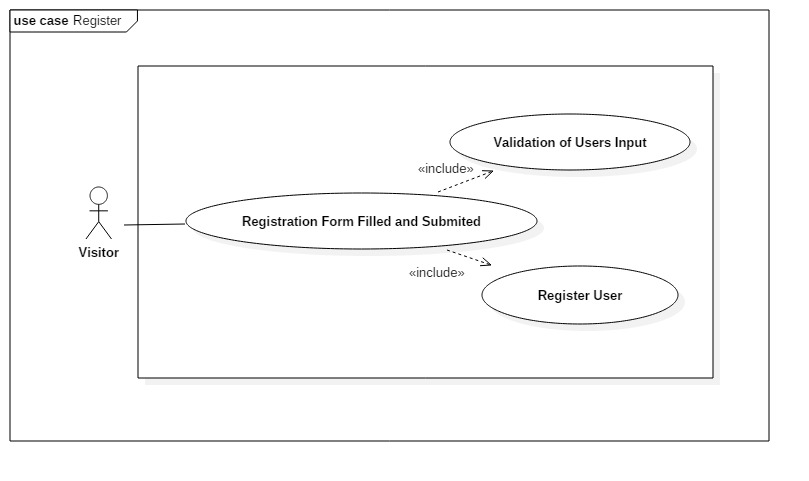 use case Register
Validation of Users Input
«include»
Registration Form Filled and Submited
Visitor
«include»
Register User